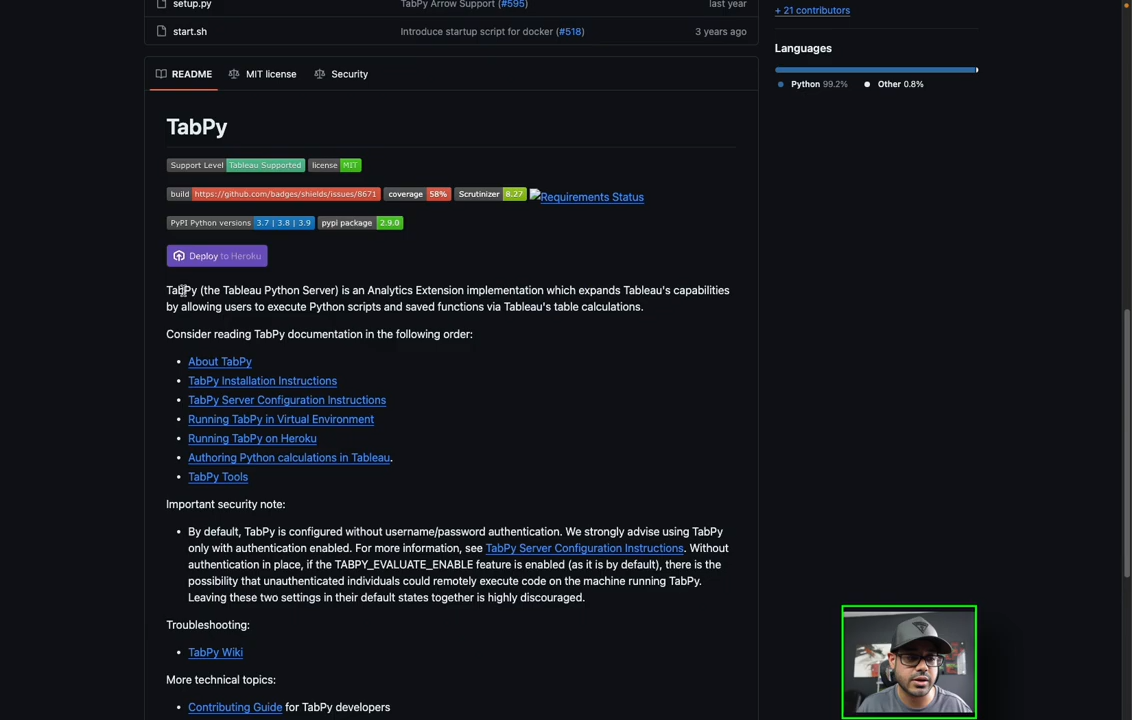 setup.py TabPy Arrow Support (#595) last year
start.sh Introduce startup script for docker (#518) 3 years ago
+ 21 contributors
Languages
Python 99.2% Other 0.8%
README MIT license Security
TabPy
Support Level Tableau Supported license MIT
build https://github.com/badges/shields/issues/8671 coverage 58% Scrutinizer 8.27 Requirements Status
PyPI Python versions 3.7 | 3.8 | 3.9 pypi package 2.9.0
Deploy to Heroku
TabPy (the Tableau Python Server) is an Analytics Extension implementation which expands Tableau's capabilities
by allowing users to execute Python scripts and saved functions via Tableau's table calculations.
Consider reading TabPy documentation in the following order:
• About TabPy
• TabPy Installation Instructions
• TabPy Server Configuration Instructions
• Running TabPy in Virtual Environment
• Running TabPy on Heroku
• Authoring Python calculations in Tableau.
• TabPy Tools
Important security note:
• By default, TabPy is configured without username/password authentication. We strongly advise using TabPy
only with authentication enabled. For more information, see TabPy Server Configuration Instructions. Without
authentication in place, if the TABPY_EVALUATE_ENABLE feature is enabled (as it is by default), there is the
possibility that unauthenticated individuals could remotely execute code on the machine running TabPy.
Leaving these two settings in their default states together is highly discouraged.
Troubleshooting:
• TabPy Wiki
More technical topics:
• Contributing Guide for TabPy developers